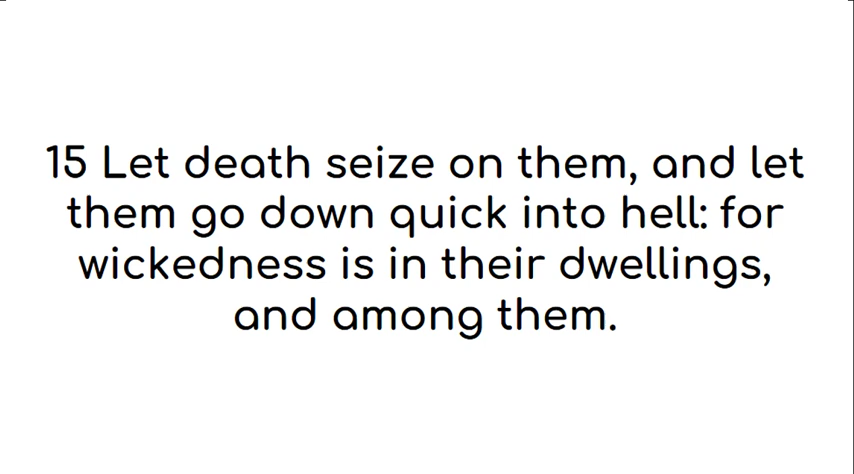 15 Let death seize on them, and let
them go down quick into hell: for
wickedness is in their dwellings,
and among them.